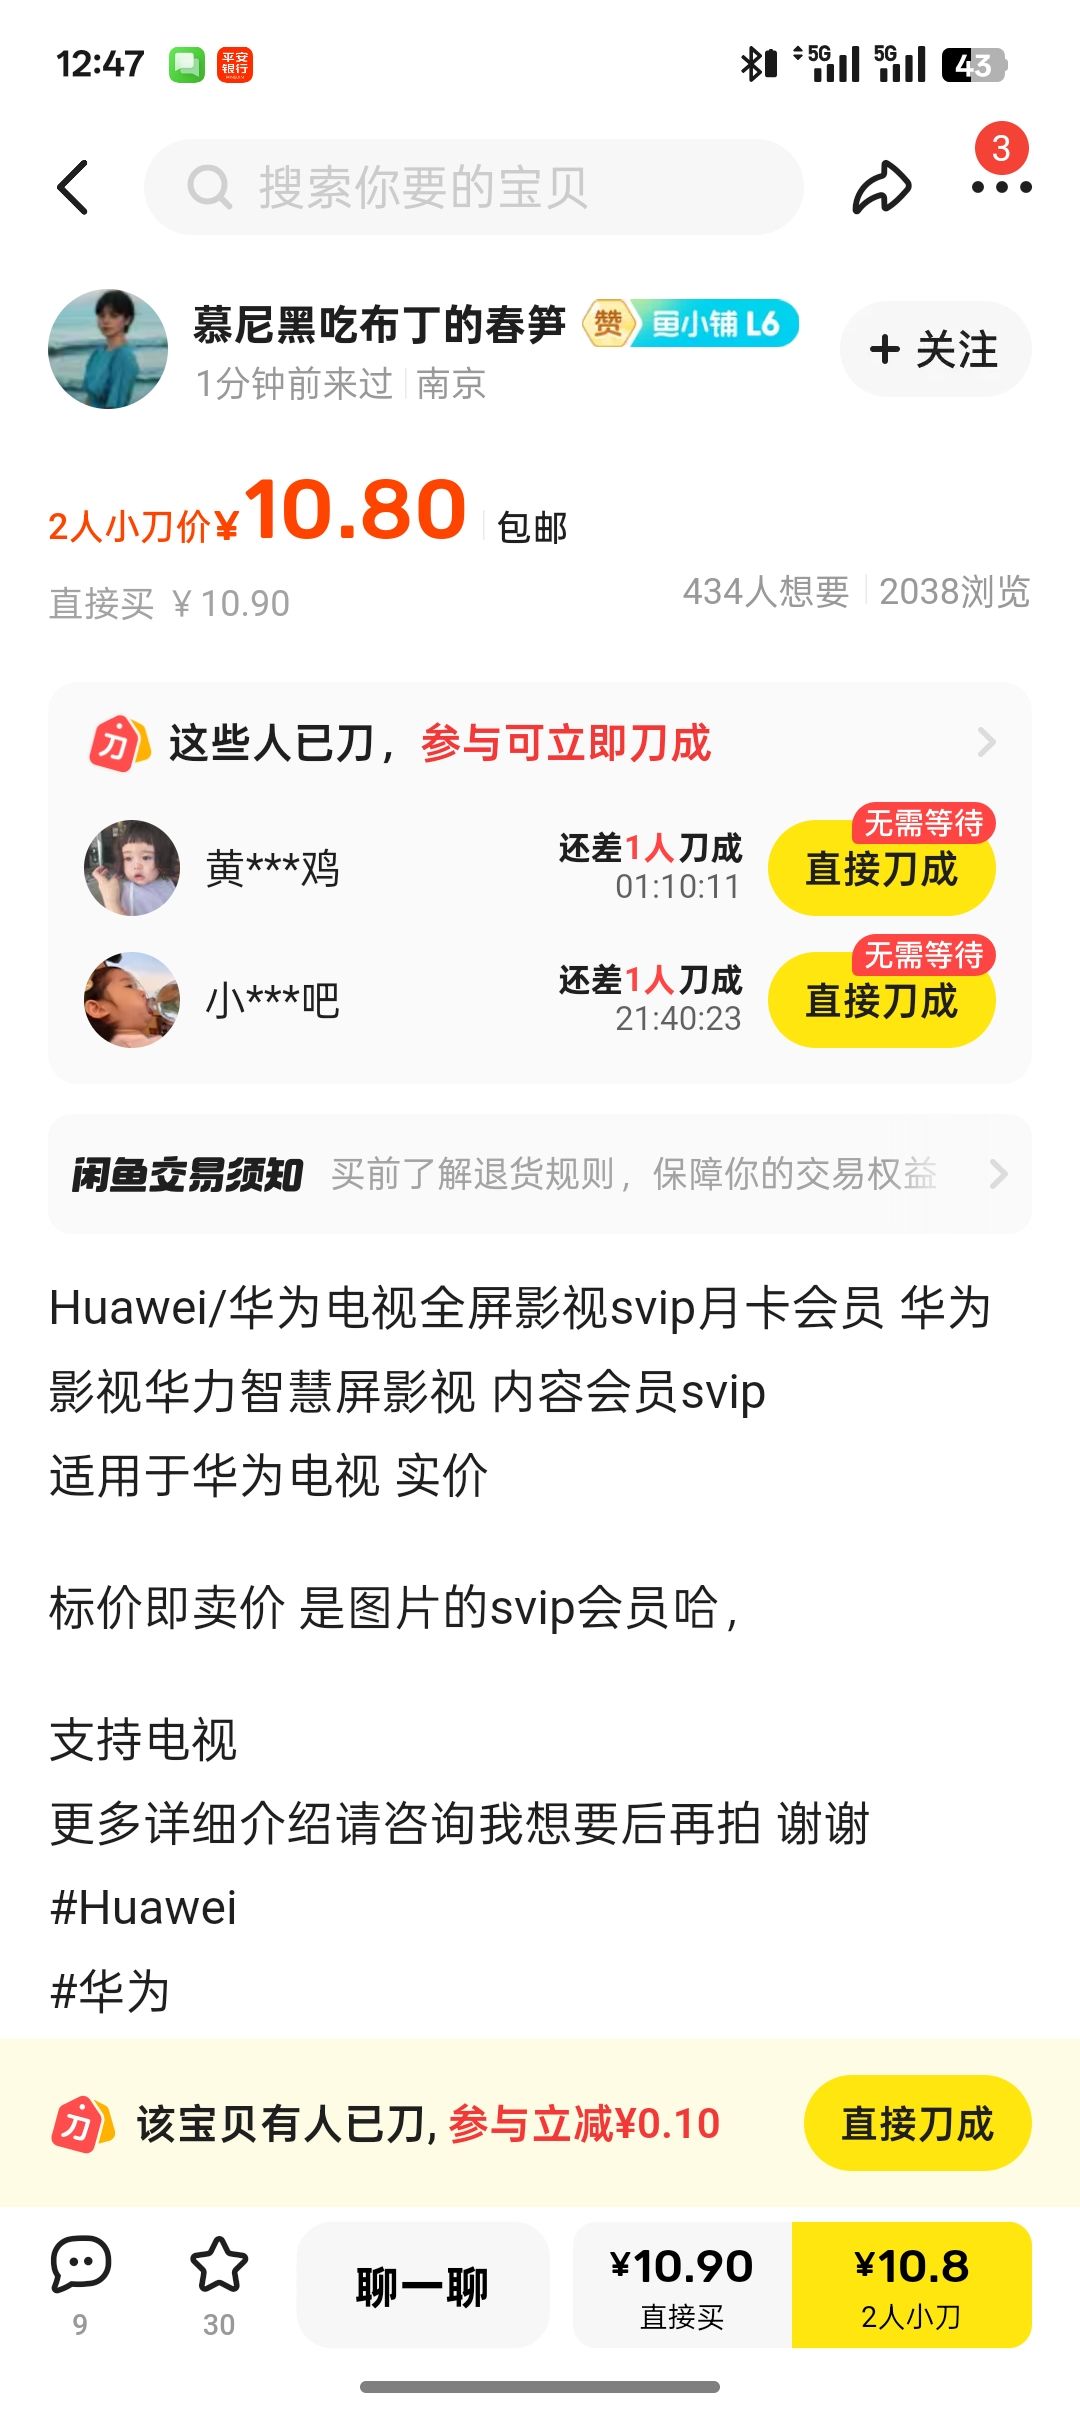 12:47
平安银行
5G
5G
43
搜索你要的宝贝
3
慕尼黑吃布丁的春笋
赞 鱼小铺 L6
1分钟前来过 南京
+ 关注
2人小刀价¥10.80 包邮
直接买 ¥10.90
434人想要 2038浏览
刀 这些人已刀，参与可立即刀成
黄***鸡
还差1人刀成
01:10:11
无需等待
直接刀成
小***吧
还差1人刀成
21:40:23
无需等待
直接刀成
闲鱼交易须知 买前了解退货规则，保障你的交易权益
Huawei/华为电视全屏影视svip月卡会员 华为
影视华力智慧屏影视 内容会员svip
适用于华为电视 实价
标价即卖价 是图片的svip会员哈，
支持电视
更多详细介绍请咨询我想要后再拍 谢谢
#Huawei
#华为
刀 该宝贝有人已刀, 参与立减¥0.10
直接刀成
9
30
聊一聊
¥10.90
直接买
¥10.8
2人小刀